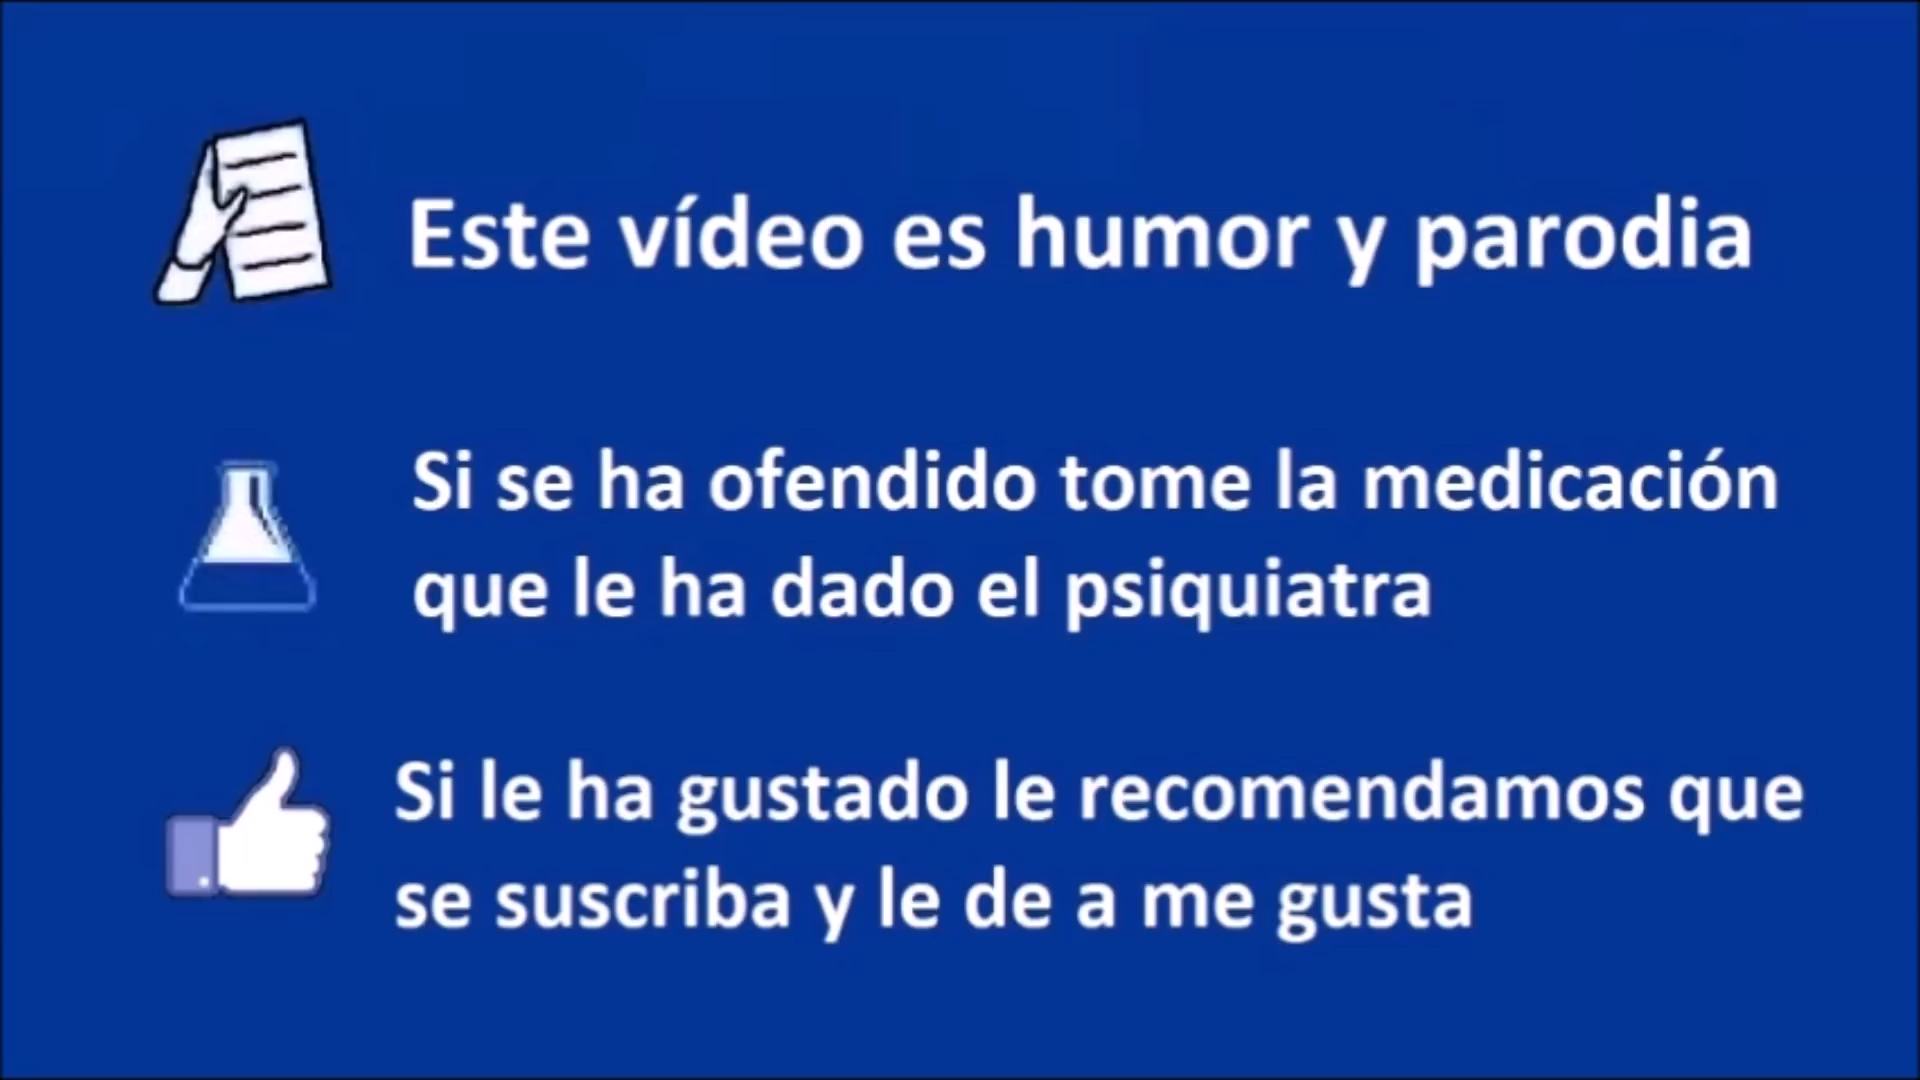 Este vídeo es humor y parodia
Si se ha ofendido tome la medicación
que le ha dado el psiquiatra
Si le ha gustado le recomendamos que
se suscriba y le de a me gusta